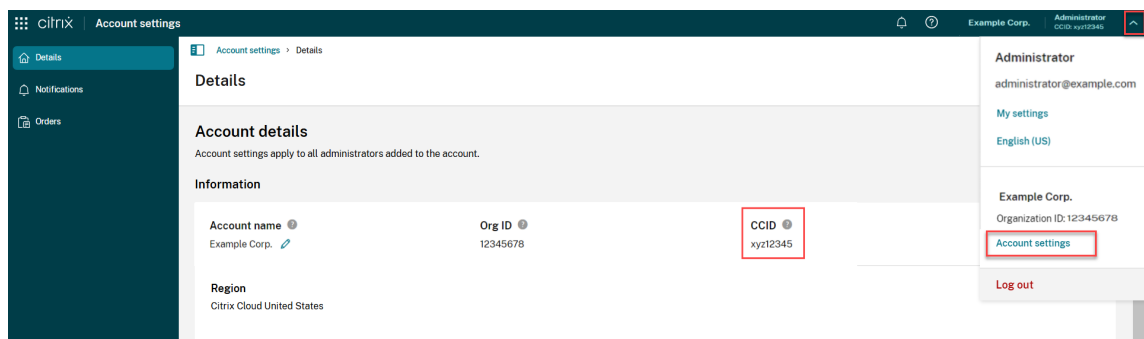 citrix Account settings
Example Corp. Administrator
CCID: xyz12345
Details
Notifications
Orders
Account settings > Details
Details
Account details
Account settings apply to all administrators added to the account.
Information
Account name
Org ID
CCID
Example Corp.
12345678
xyz12345
Region
Citrix Cloud United States
Administrator
administrator@example.com
My settings
English (US)
Example Corp.
Organization ID: 12345678
Account settings
Log out